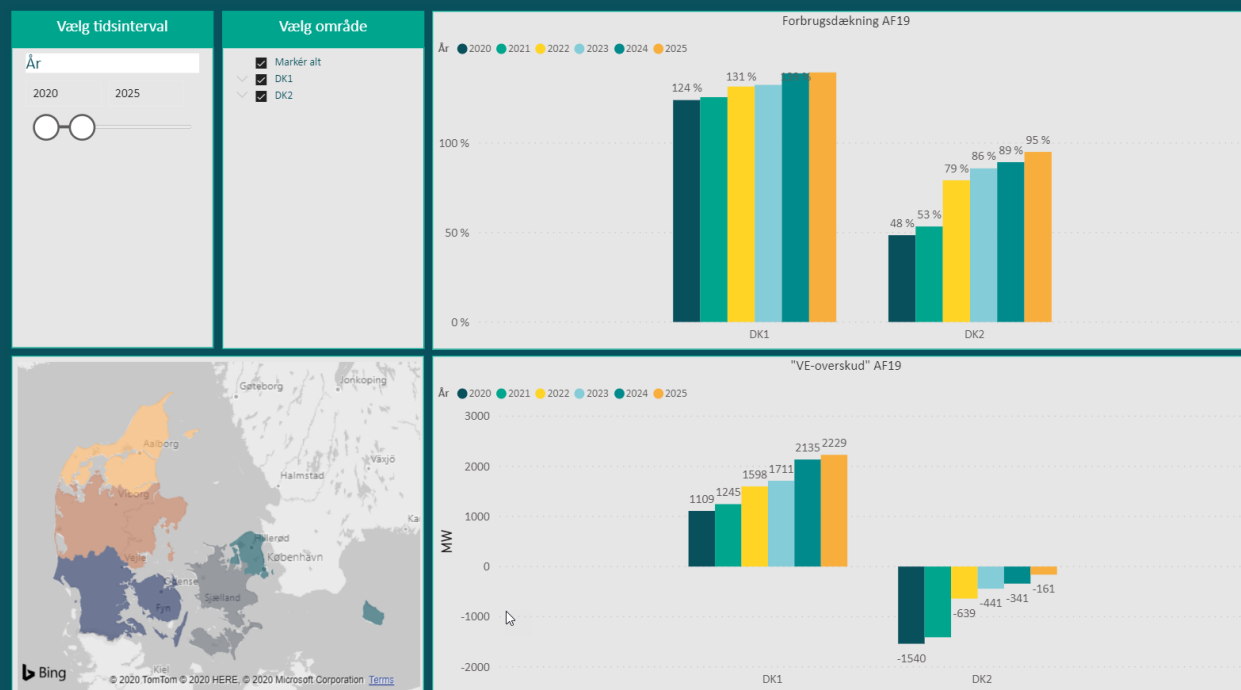 Vælg tidsinterval
År
2020 2025
Vælg område
Markér alt
DK1
DK2
Forbrugsdækning AF19
År 2020 2021 2022 2023 2024 2025
124 % 131 %
100 %
50 %
0 %
48 % 53 % 79 % 86 % 89 % 95 %
DK1 DK2
Gøteborg
Jonkoping
Aalborg
Växjö
Halmstad
Viborg
Hillerød
København
Vejle
Odense
Sjælland
Fyn
Kiel
Bing
© 2020 TomTom © 2020 HERE, © 2020 Microsoft Corporation Terms
"VE-overskud" AF19
År 2020 2021 2022 2023 2024 2025
3000
2000
1000
0
-1000
-2000
MW
1109 1245 1598 1711 2135 2229
-1540 -639 -441 -341 -161
DK1 DK2